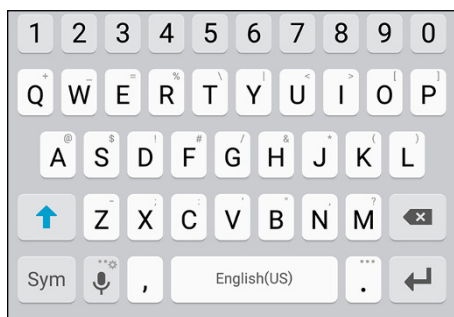 1 2 3 4 5 6 7 8 9 0
+ _ = % \ | < > [ ]
Q W E R T Y U I O P
@ $ ! # / & * ( )
A S D F G H J K L
- ; : ' " , ?
Z X C V B N M
Sym , English(US) .